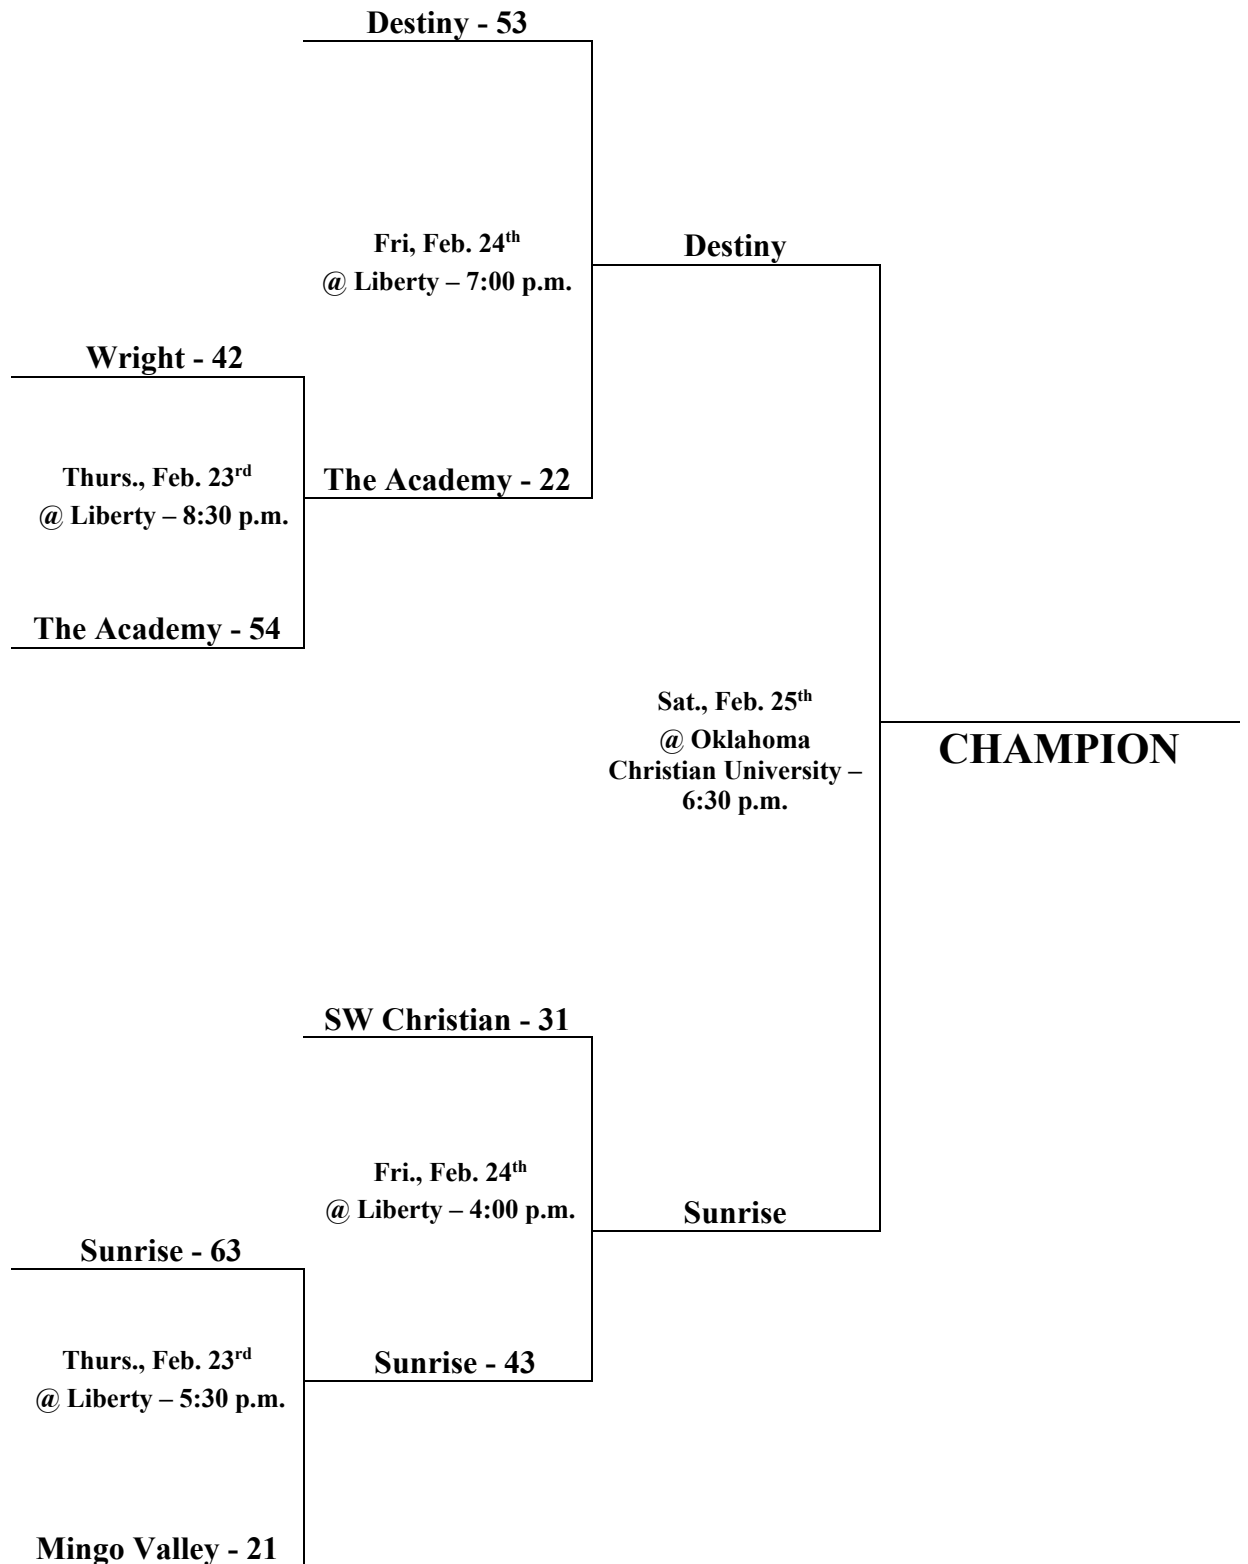 Destiny - 53
Fri, Feb. 24th
@ Liberty – 7:00 p.m.
Destiny
Wright - 42
Thurs., Feb. 23rd
@ Liberty – 8:30 p.m.
The Academy - 22
The Academy - 54
Sat., Feb. 25th
@ Oklahoma
Christian University –
6:30 p.m.
CHAMPION
SW Christian - 31
Fri., Feb. 24th
@ Liberty – 4:00 p.m.
Sunrise
Sunrise - 63
Thurs., Feb. 23rd
@ Liberty – 5:30 p.m.
Sunrise - 43
Mingo Valley - 21